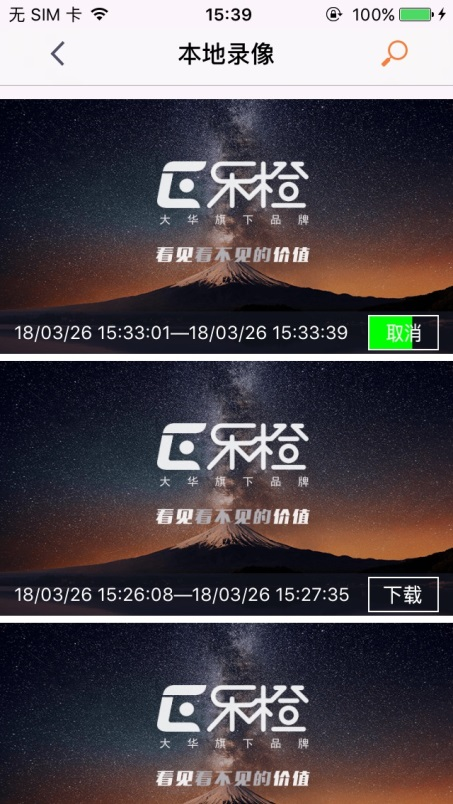 无 SIM 卡 15:39 100%
本地录像
乐橙
大华旗下品牌
看见看不见的价值
18/03/26 15:33:01—18/03/26 15:33:39 取消
乐橙
大华旗下品牌
看见看不见的价值
18/03/26 15:26:08—18/03/26 15:27:35 下载
乐橙
大华旗下品牌
看见看不见的价值